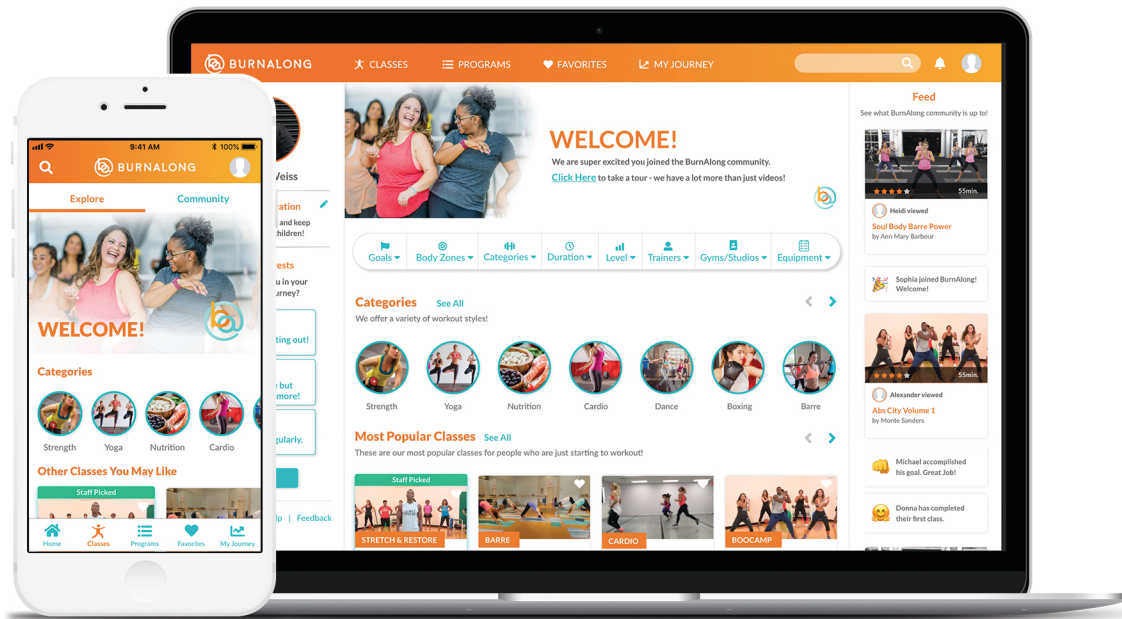 BURNALONG
CLASSES
PROGRAMS
FAVORITES
MY JOURNEY
Weiss
ation
and keep
children!
rests
u in your
urney?
ting out!
but
more!
gularly.
lp | Feedback
WELCOME!
We are super excited you joined the BurnAlong community.
Click Here to take a tour - we have a lot more than just videos!
ba
Goals
Body Zones
Categories
Duration
Level
Trainers
Gyms/Studios
Equipment
Categories
See All
We offer a variety of workout styles!
Strength
Yoga
Nutrition
Cardio
Dance
Boxing
Barre
Most Popular Classes
See All
These are our most popular classes for people who are just starting to workout!
Staff Picked
STRETCH & RESTORE
BARRE
CARDIO
BOOCAMP
Feed
See what BurnAlong community is up to!
55min.
Heidi viewed
Soul Body Barre Power
by Ann Mary Barbour
Sophia joined BurnAlong!
Welcome!
55min.
Alexander viewed
Abs City Volume 1
by Monte Sanders
Michael accomplished
his goal. Great Job!
Donna has completed
their first class.
9:41 AM
100%
BURNALONG
Explore
Community
WELCOME!
ba
Categories
Strength
Yoga
Nutrition
Cardio
Other Classes You May Like
Staff Picked
Home
Classes
Programs
Favorites
My Journey